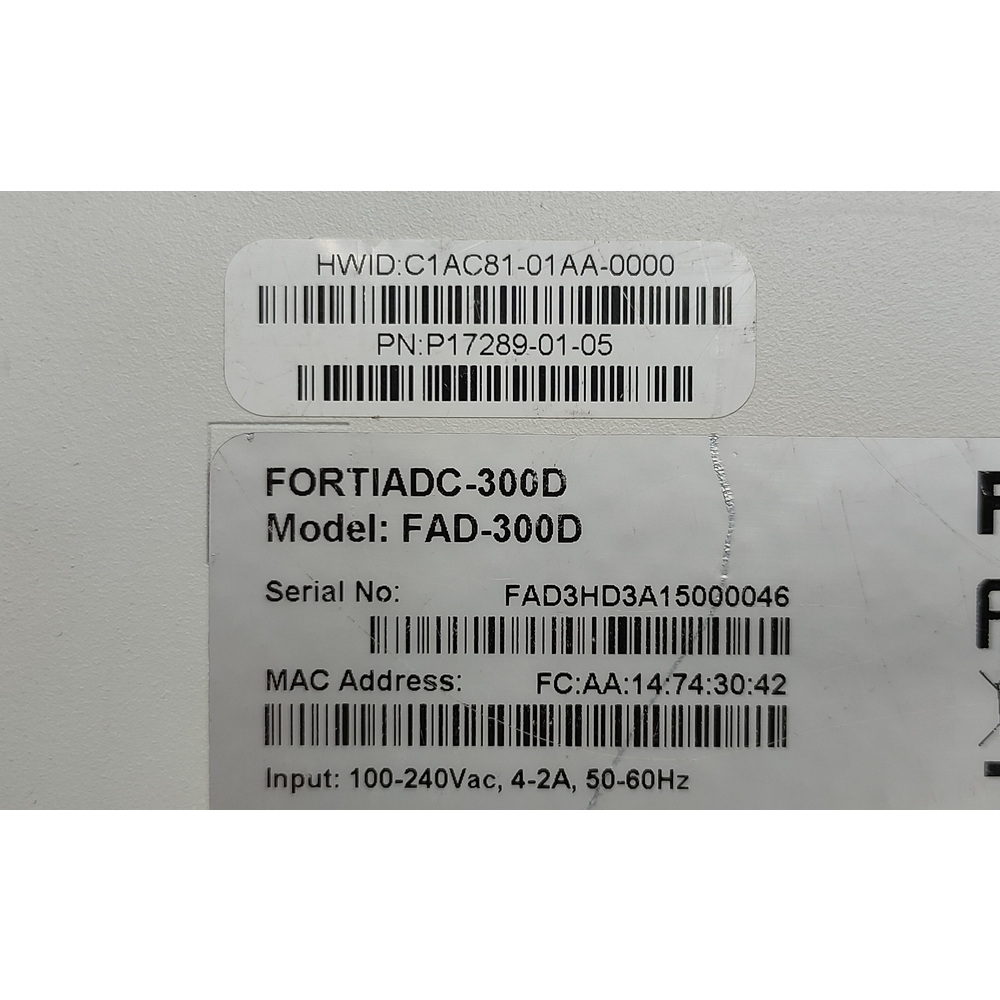 HWID:C1AC81-01AA-0000
PN:P17289-01-05
FORTIADC-300D
Model: FAD-300D
Serial No: FAD3HD3A15000046
MAC Address: FC:AA:14:74:30:42
Input: 100-240Vac, 4-2A, 50-60Hz